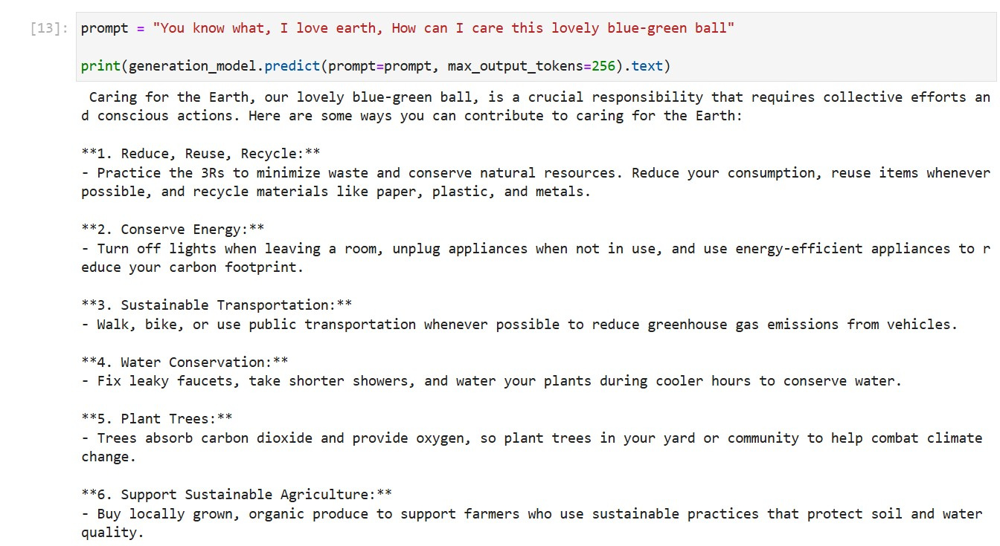 [13]: prompt = "You know what, I love earth, How can I care this lovely blue-green ball"
print(generation_model.predict(prompt=prompt, max_output_tokens=256).text)
Caring for the Earth, our lovely blue-green ball, is a crucial responsibility that requires collective efforts an
d conscious actions. Here are some ways you can contribute to caring for the Earth:
**1. Reduce, Reuse, Recycle:**
- Practice the 3Rs to minimize waste and conserve natural resources. Reduce your consumption, reuse items whenever
possible, and recycle materials like paper, plastic, and metals.
**2. Conserve Energy:**
- Turn off lights when leaving a room, unplug appliances when not in use, and use energy-efficient appliances to r
educe your carbon footprint.
**3. Sustainable Transportation:**
- Walk, bike, or use public transportation whenever possible to reduce greenhouse gas emissions from vehicles.
**4. Water Conservation:**
- Fix leaky faucets, take shorter showers, and water your plants during cooler hours to conserve water.
**5. Plant Trees:**
- Trees absorb carbon dioxide and provide oxygen, so plant trees in your yard or community to help combat climate
change.
**6. Support Sustainable Agriculture:**
- Buy locally grown, organic produce to support farmers who use sustainable practices that protect soil and water
quality.